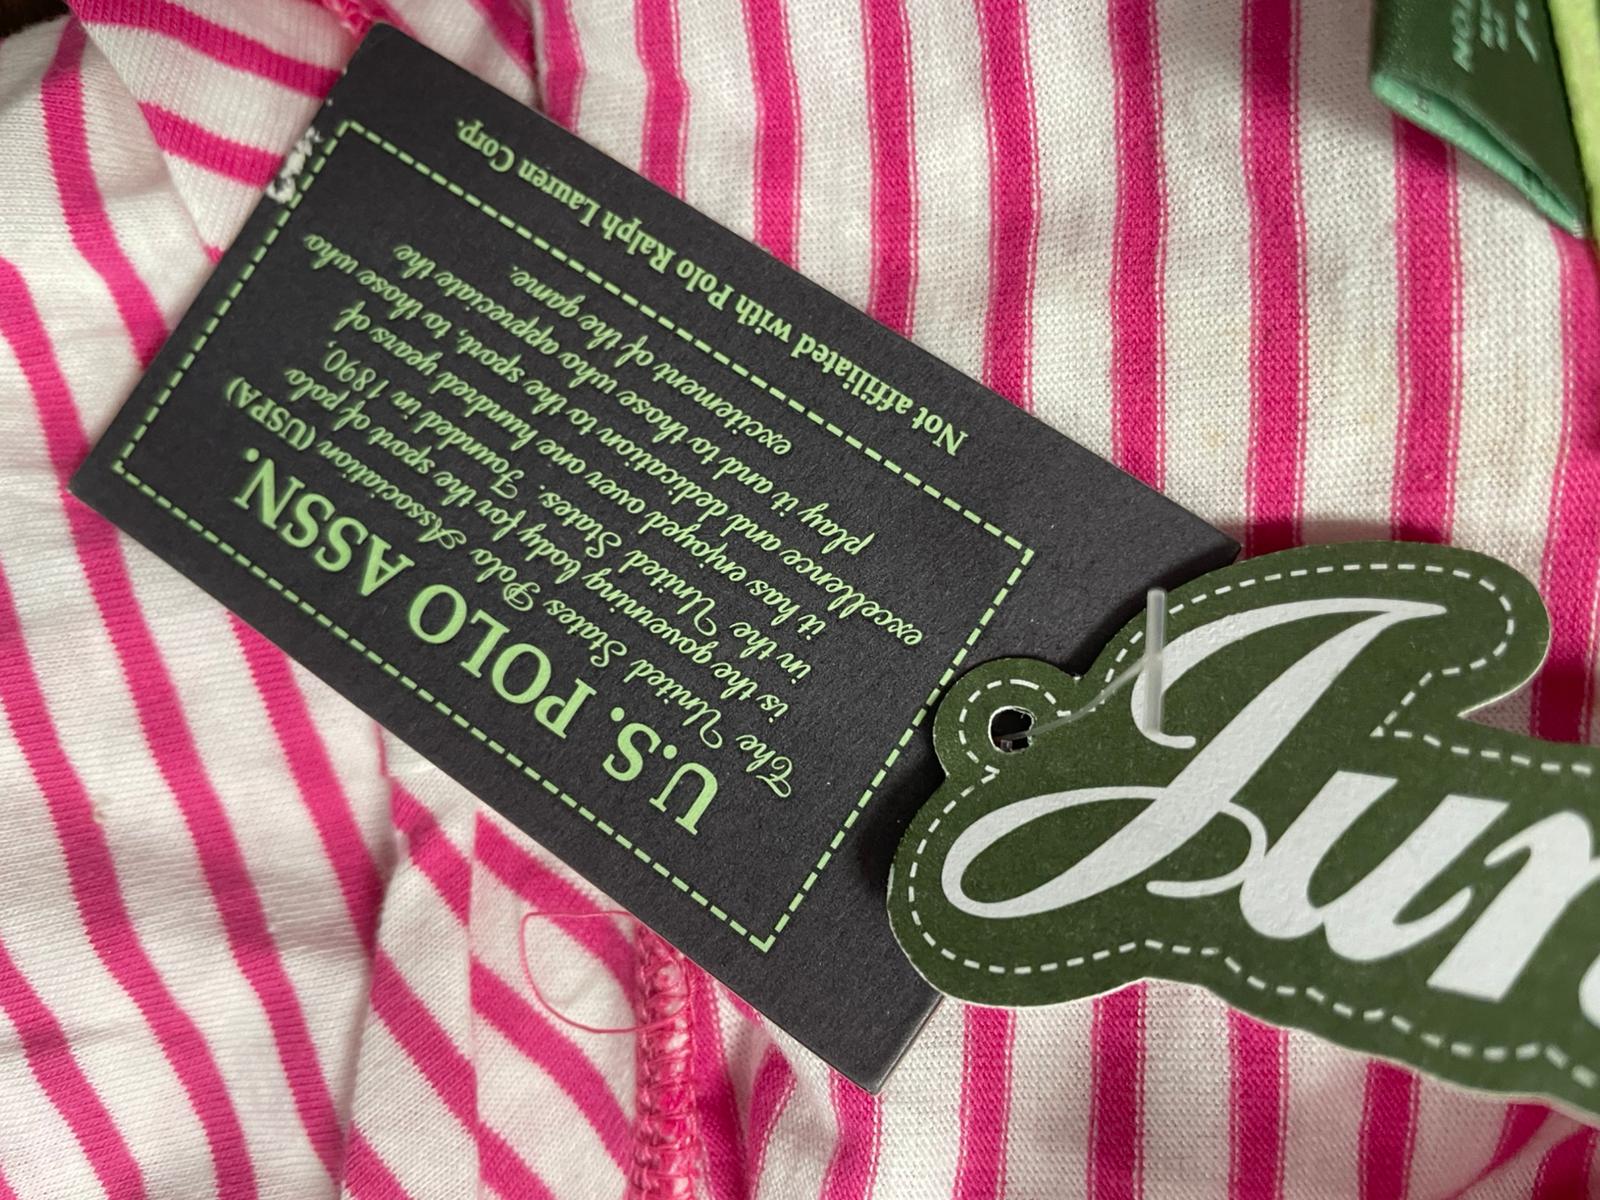 U.S. POLO ASSN.
The United States Polo Association (USPA)
is the governing body for the sport of polo
in the United States. Founded in 1890,
it has enjoyed over one hundred years of
excellence and dedication to the sport, to those who
play it and to those who appreciate the
excitement of the game.
Not affiliated with Polo Ralph Lauren Corp.
Jun